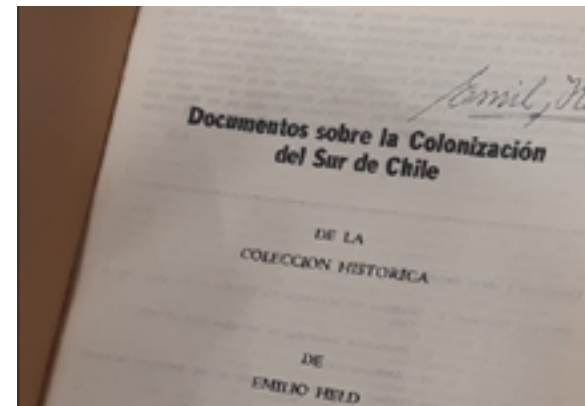 Documentos sobre la Colonización
del Sur de Chile
DE LA
COLECCION HISTORICA
DE
EMILIO HELD